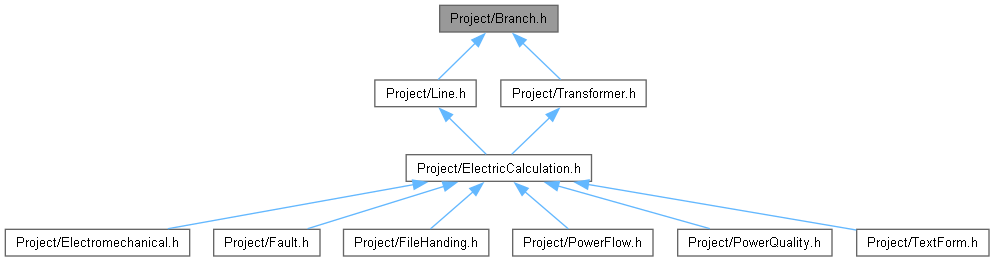 Project/Branch.h
Project/Line.h
Project/Transformer.h
Project/ElectricCalculation.h
Project/Electromechanical.h
Project/Fault.h
Project/FileHanding.h
Project/PowerFlow.h
Project/PowerQuality.h
Project/TextForm.h